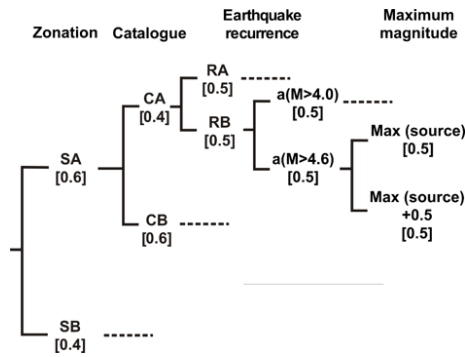 Zonation
Catalogue
Earthquake
recurrence
Maximum
magnitude
RA
[0.5]
CA
[0.4]
RB
[0.5]
a(M>4.0)
[0.5]
Max (source)
[0.5]
SA
[0.6]
a(M>4.6)
[0.5]
Max (source)
+0.5
[0.5]
CB
[0.6]
SB
[0.4]